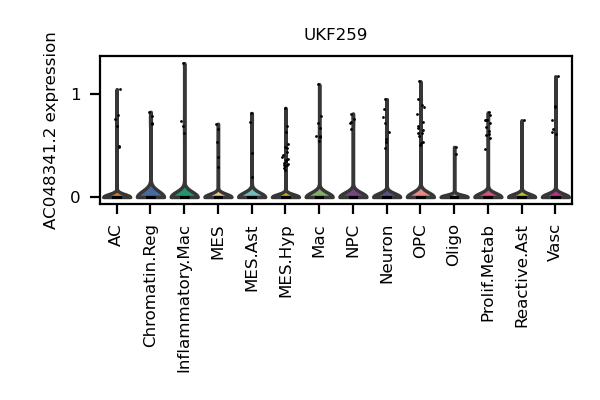 UKF259
AC048341.2 expression
1
0
AC
Chromatin.Reg
Inflammatory.Mac
MES
MES.Ast
MES.Hyp
Mac
NPC
Neuron
OPC
Oligo
Prolif.Metab
Reactive.Ast
Vasc